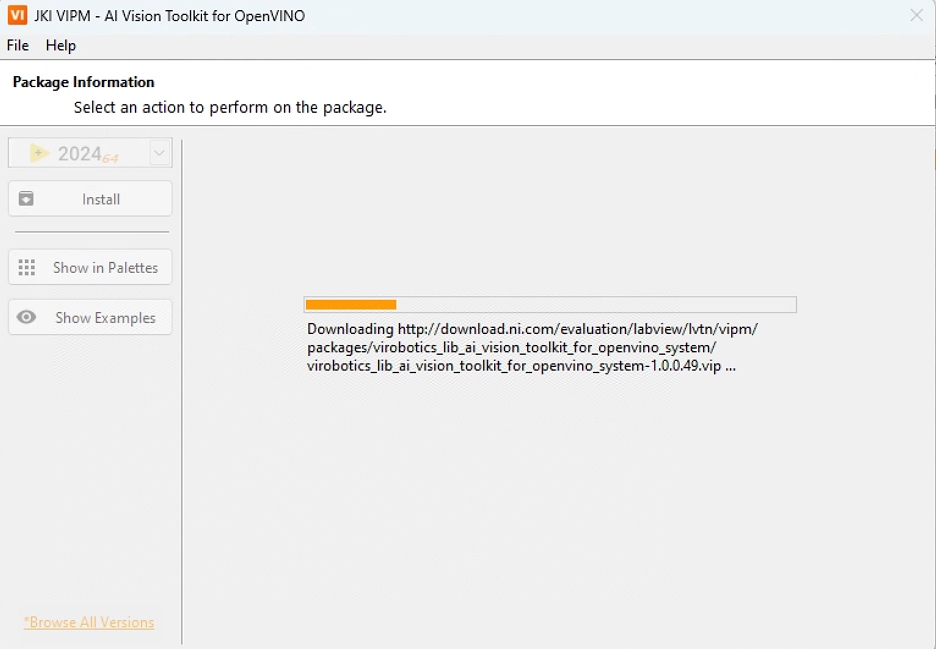 VI JKI VIPM - AI Vision Toolkit for OpenVINO
File Help
Package Information
Select an action to perform on the package.
2024 64
Install
Show in Palettes
Show Examples
Downloading http://download.ni.com/evaluation/labview/lvtn/vipm/
packages/virobotics_lib_ai_vision_toolkit_for_openvino_system/
virobotics_lib_ai_vision_toolkit_for_openvino_system-1.0.0.49.vip ...
*Browse All Versions